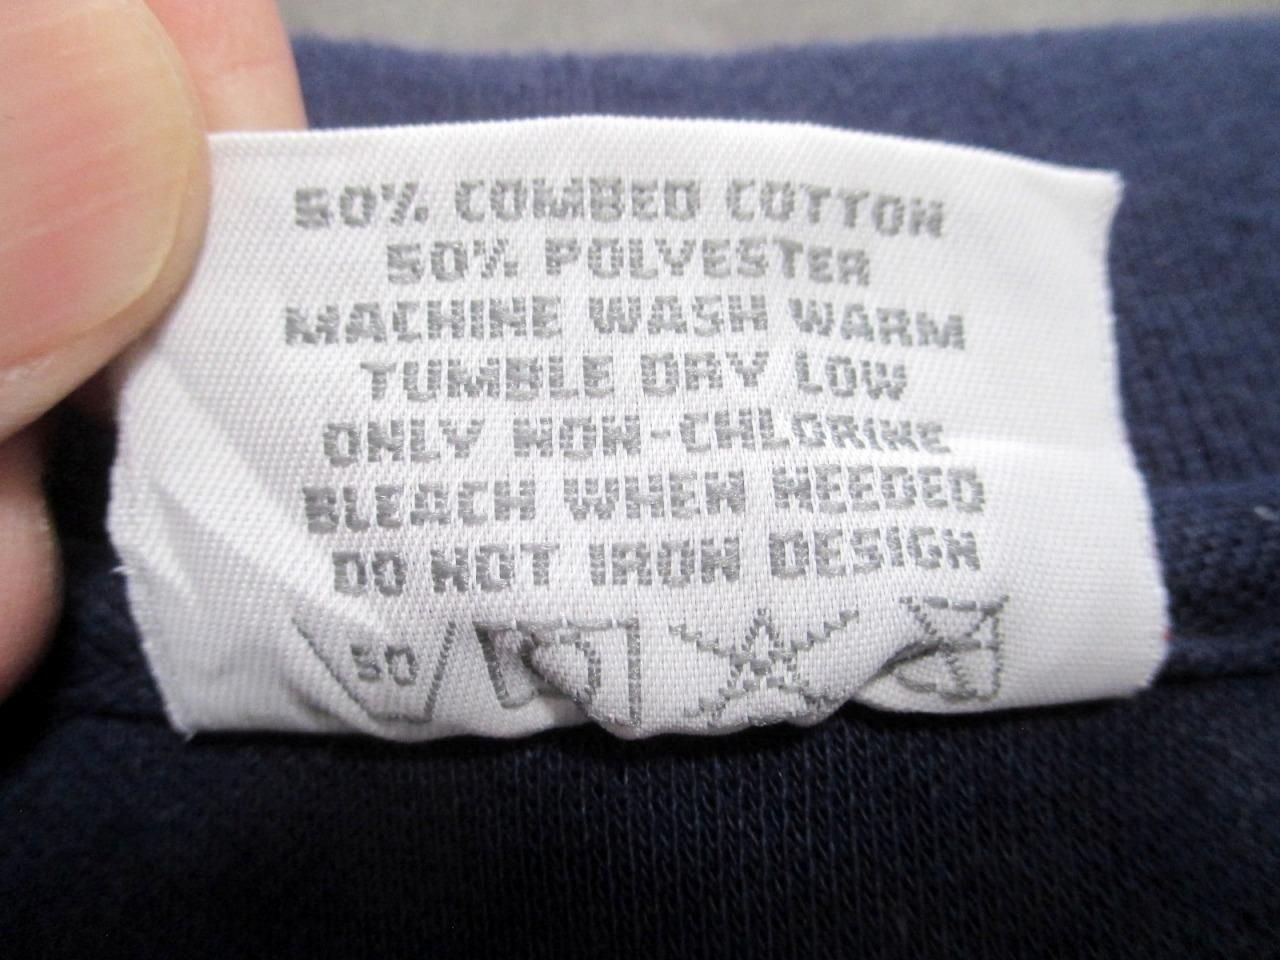 50% COMBED COTTON
50% POLYESTER
MACHINE WASH WARM
TUMBLE DRY LOW
ONLY NON-CHLORINE
BLEACH WHEN NEEDED
DO NOT IRON DESIGN
50